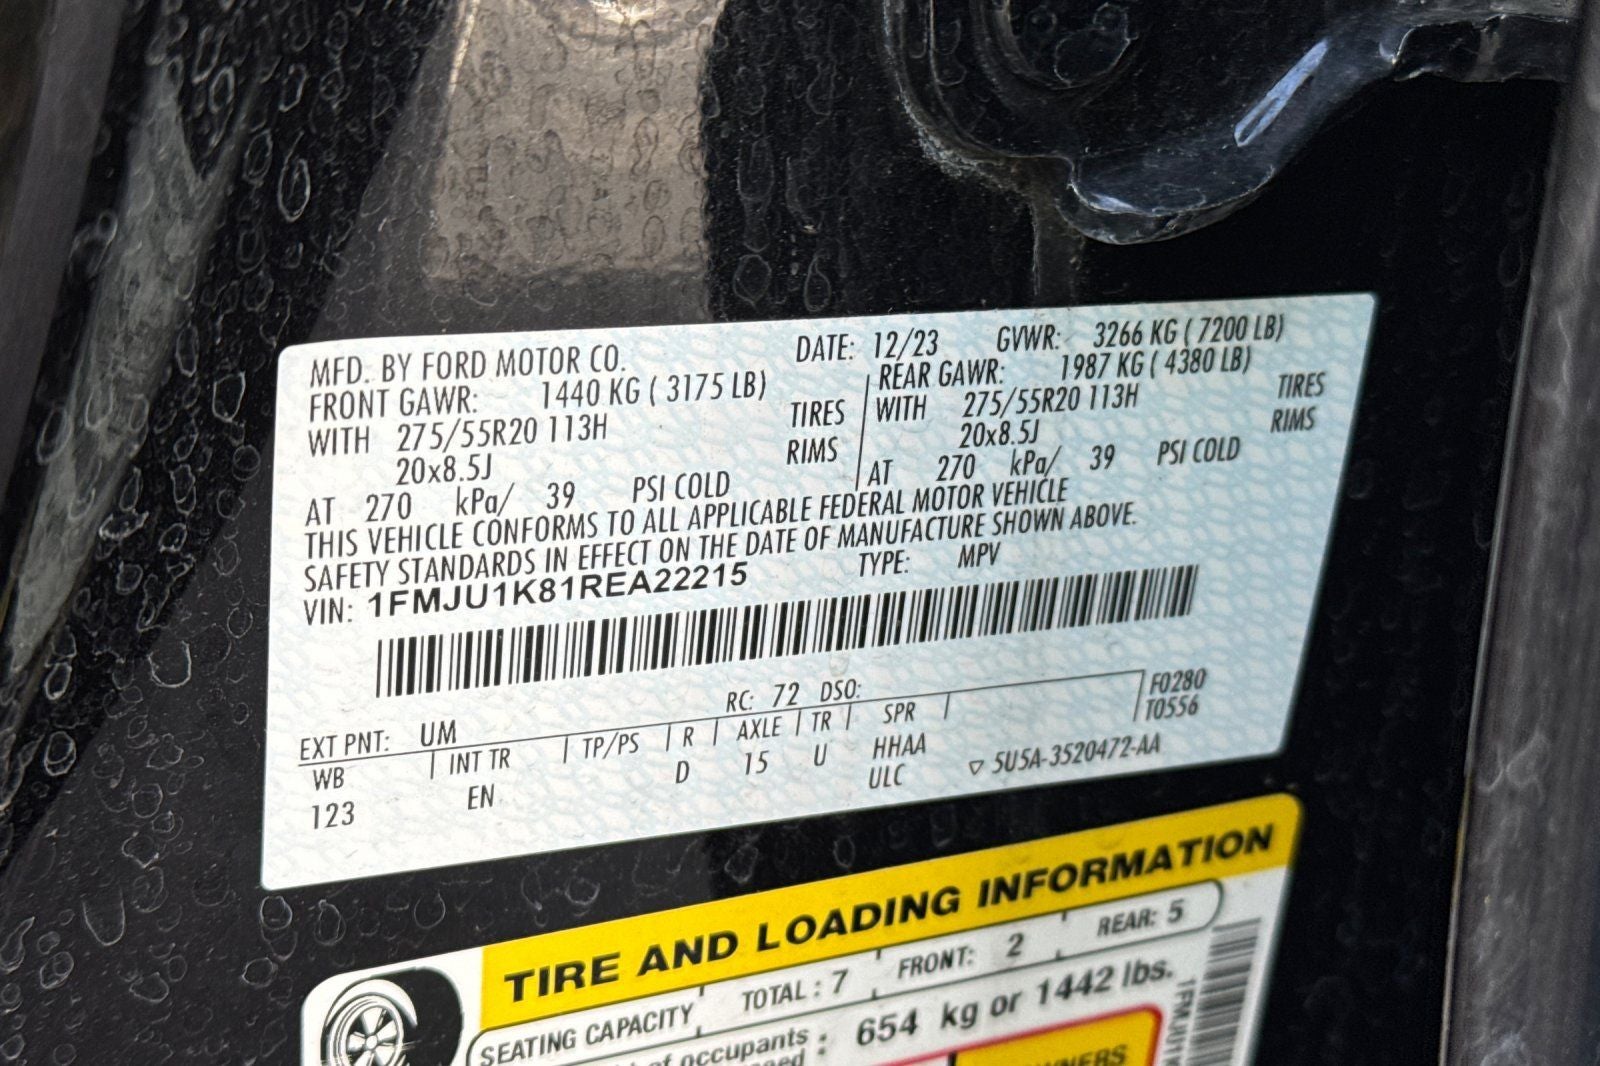 MFD. BY FORD MOTOR CO. DATE: 12/23 GVWR: 3266 KG ( 7200 LB)
FRONT GAWR: 1440 KG ( 3175 LB) REAR GAWR: 1987 KG ( 4380 LB)
WITH 275/55R20 113H TIRES WITH 275/55R20 113H TIRES
20x8.5J RIMS 20x8.5J RIMS
AT 270 kPa/ 39 PSI COLD AT 270 kPa/ 39 PSI COLD
THIS VEHICLE CONFORMS TO ALL APPLICABLE FEDERAL MOTOR VEHICLE
SAFETY STANDARDS IN EFFECT ON THE DATE OF MANUFACTURE SHOWN ABOVE.
VIN: 1FMJU1K81REA22215 TYPE: MPV
EXT PNT: UM RC: 72 DSO: F0280
WB INT TR TP/PS R AXLE TR SPR T0556
123 EN D 15 U HHAA
ULC ▽ 5U5A-3520472-AA
TIRE AND LOADING INFORMATION
SEATING CAPACITY TOTAL : 7 FRONT: 2 REAR: 5
of occupants : 654 kg or 1442 lbs.